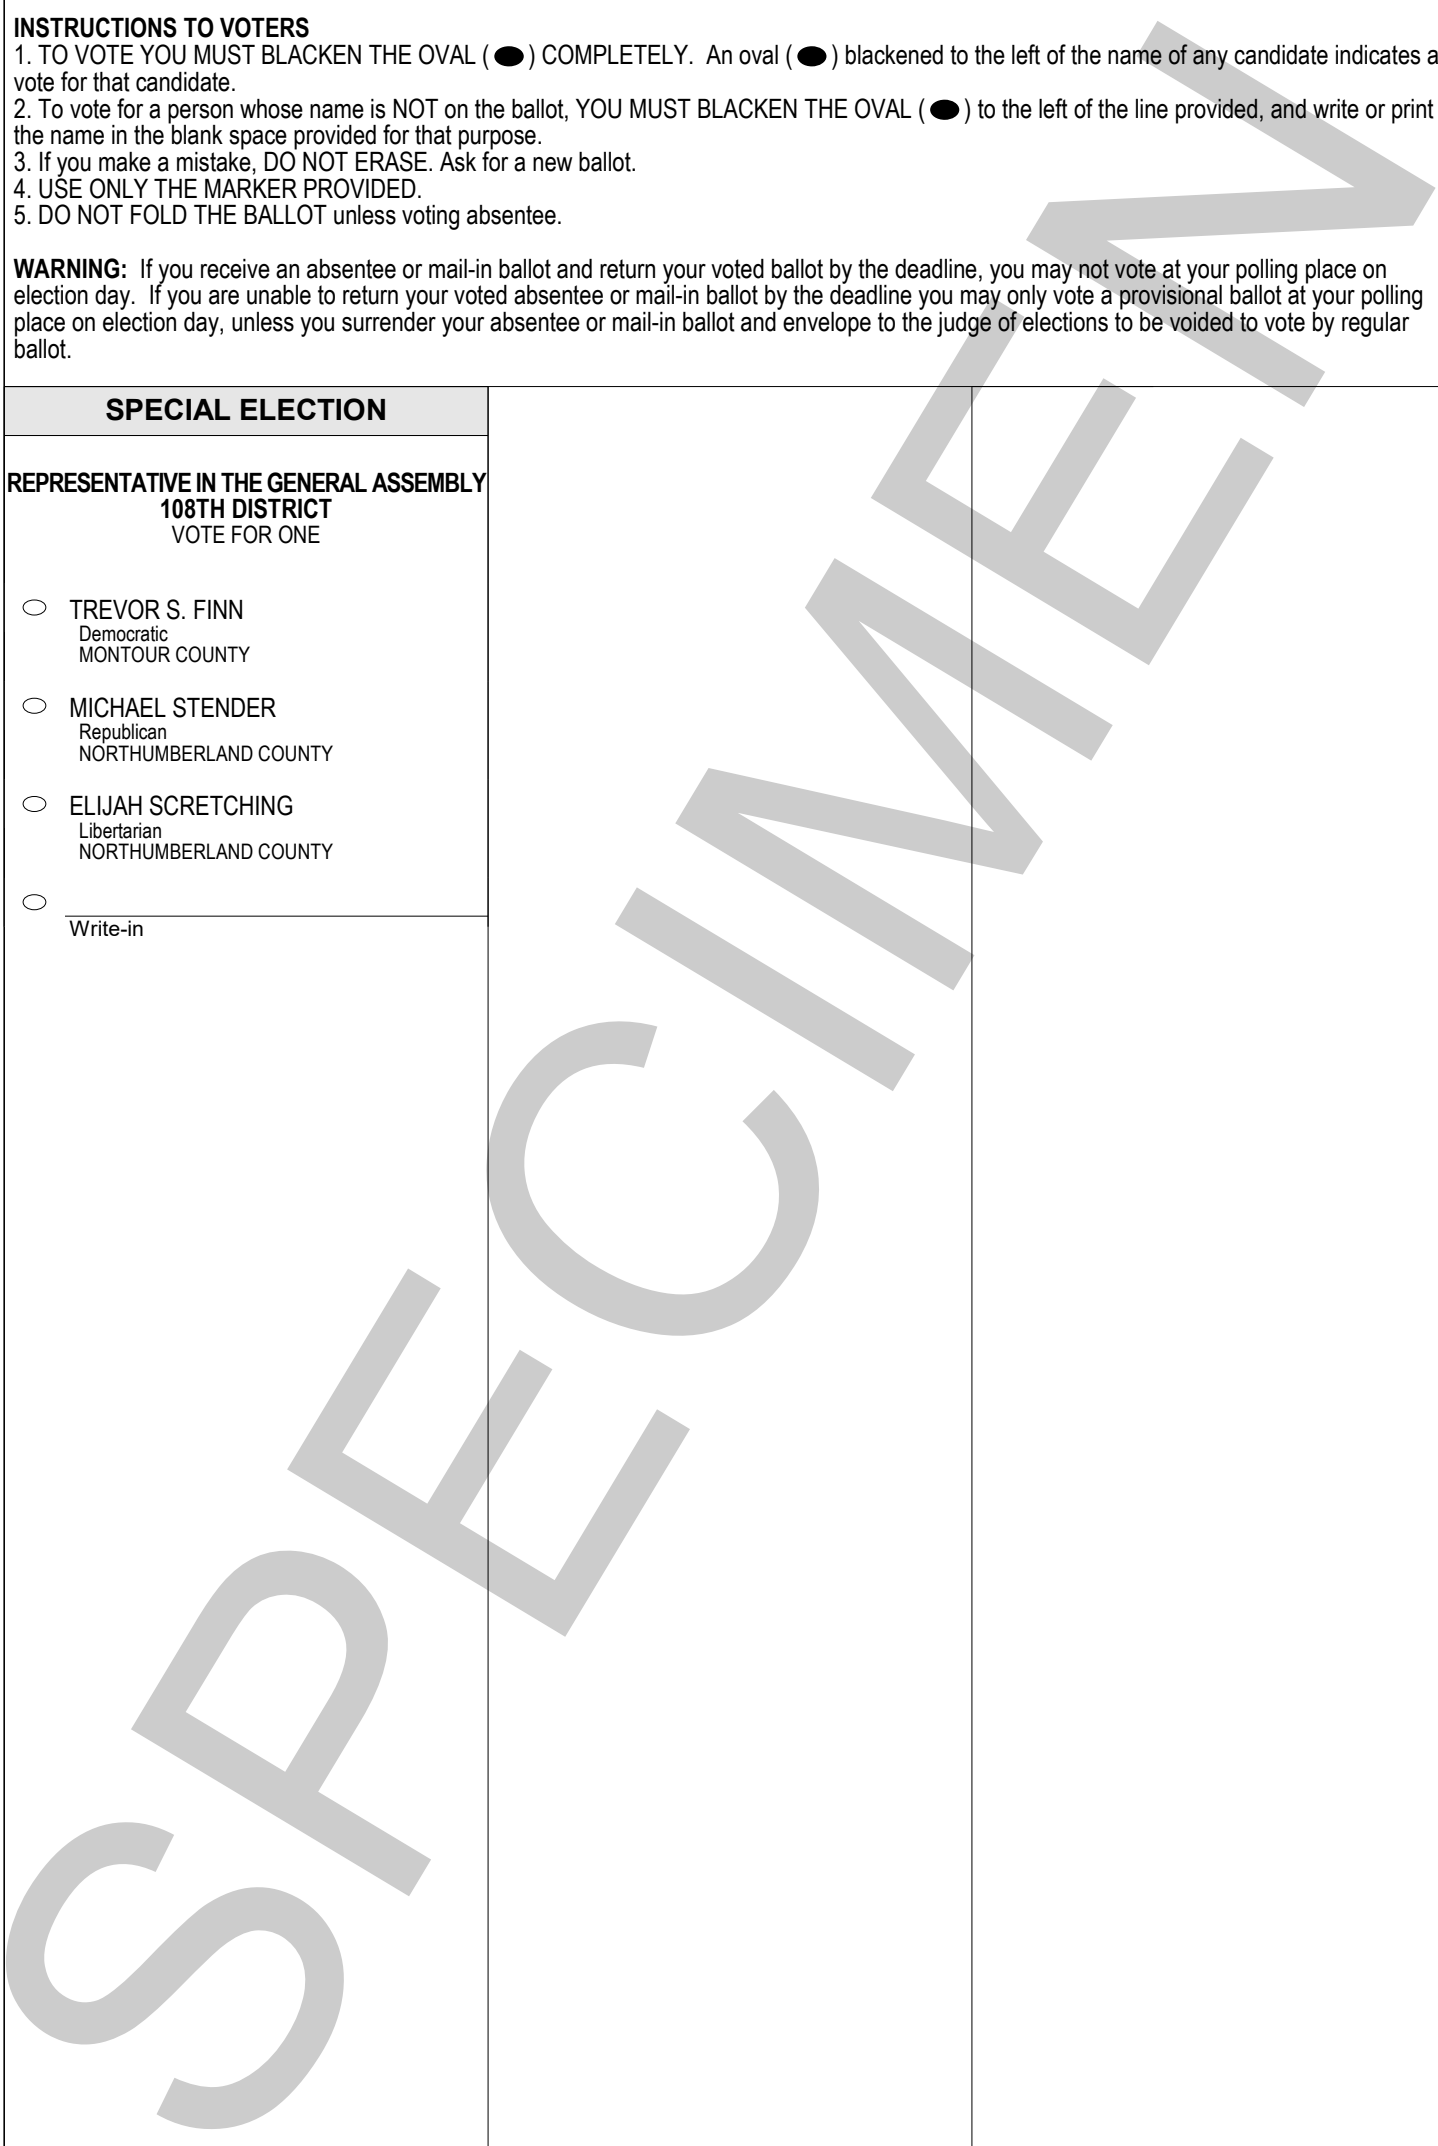 INSTRUCTIONS TO VOTERS
1. TO VOTE YOU MUST BLACKEN THE OVAL ( ) COMPLETELY.  An oval ( ) blackened to the left of the name of any candidate indicates a
vote for that candidate.
2. To vote for a person whose name is NOT on the ballot, YOU MUST BLACKEN THE OVAL ( ) to the left of the line provided, and write or print
the name in the blank space provided for that purpose.
3. If you make a mistake, DO NOT ERASE. Ask for a new ballot.
4. USE ONLY THE MARKER PROVIDED.
5. DO NOT FOLD THE BALLOT unless voting absentee.
WARNING:  If you receive an absentee or mail-in ballot and return your voted ballot by the deadline, you may not vote at your polling place on
election day.  If you are unable to return your voted absentee or mail-in ballot by the deadline you may only vote a provisional ballot at your polling
place on election day, unless you surrender your absentee or mail-in ballot and envelope to the judge of elections to be voided to vote by regular
ballot.
SPECIAL ELECTION
REPRESENTATIVE IN THE GENERAL ASSEMBLY
108TH DISTRICT
VOTE FOR ONE
TREVOR S. FINN
Democratic
MONTOUR COUNTY
MICHAEL STENDER
Republican
NORTHUMBERLAND COUNTY
ELIJAH SCRETCHING
Libertarian
NORTHUMBERLAND COUNTY
Write-in
SPECIMEN